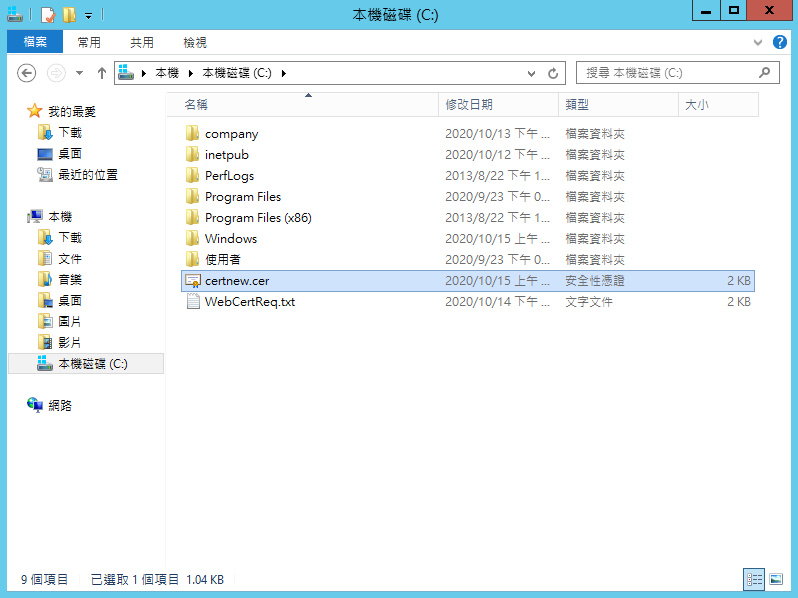 本機磁碟 (C:)
檔案 常用 共用 檢視
本機 本機磁碟 (C:) 搜尋 本機磁碟 (C:)
我的最愛
下載
桌面
最近的位置
本機
下載
文件
音樂
桌面
圖片
影片
本機磁碟 (C:)
網路
名稱 修改日期 類型 大小
company 2020/10/13 下午 ... 檔案資料夾
inetpub 2020/10/12 下午 ... 檔案資料夾
PerfLogs 2013/8/22 下午 1... 檔案資料夾
Program Files 2020/9/23 下午 0... 檔案資料夾
Program Files (x86) 2013/8/22 下午 1... 檔案資料夾
Windows 2020/10/15 上午 ... 檔案資料夾
使用者 2020/9/23 下午 0... 檔案資料夾
certnew.cer 2020/10/15 上午 ... 安全性憑證 2 KB
WebCertReq.txt 2020/10/14 下午 ... 文字文件 2 KB
9 個項目 已選取 1 個項目 1.04 KB